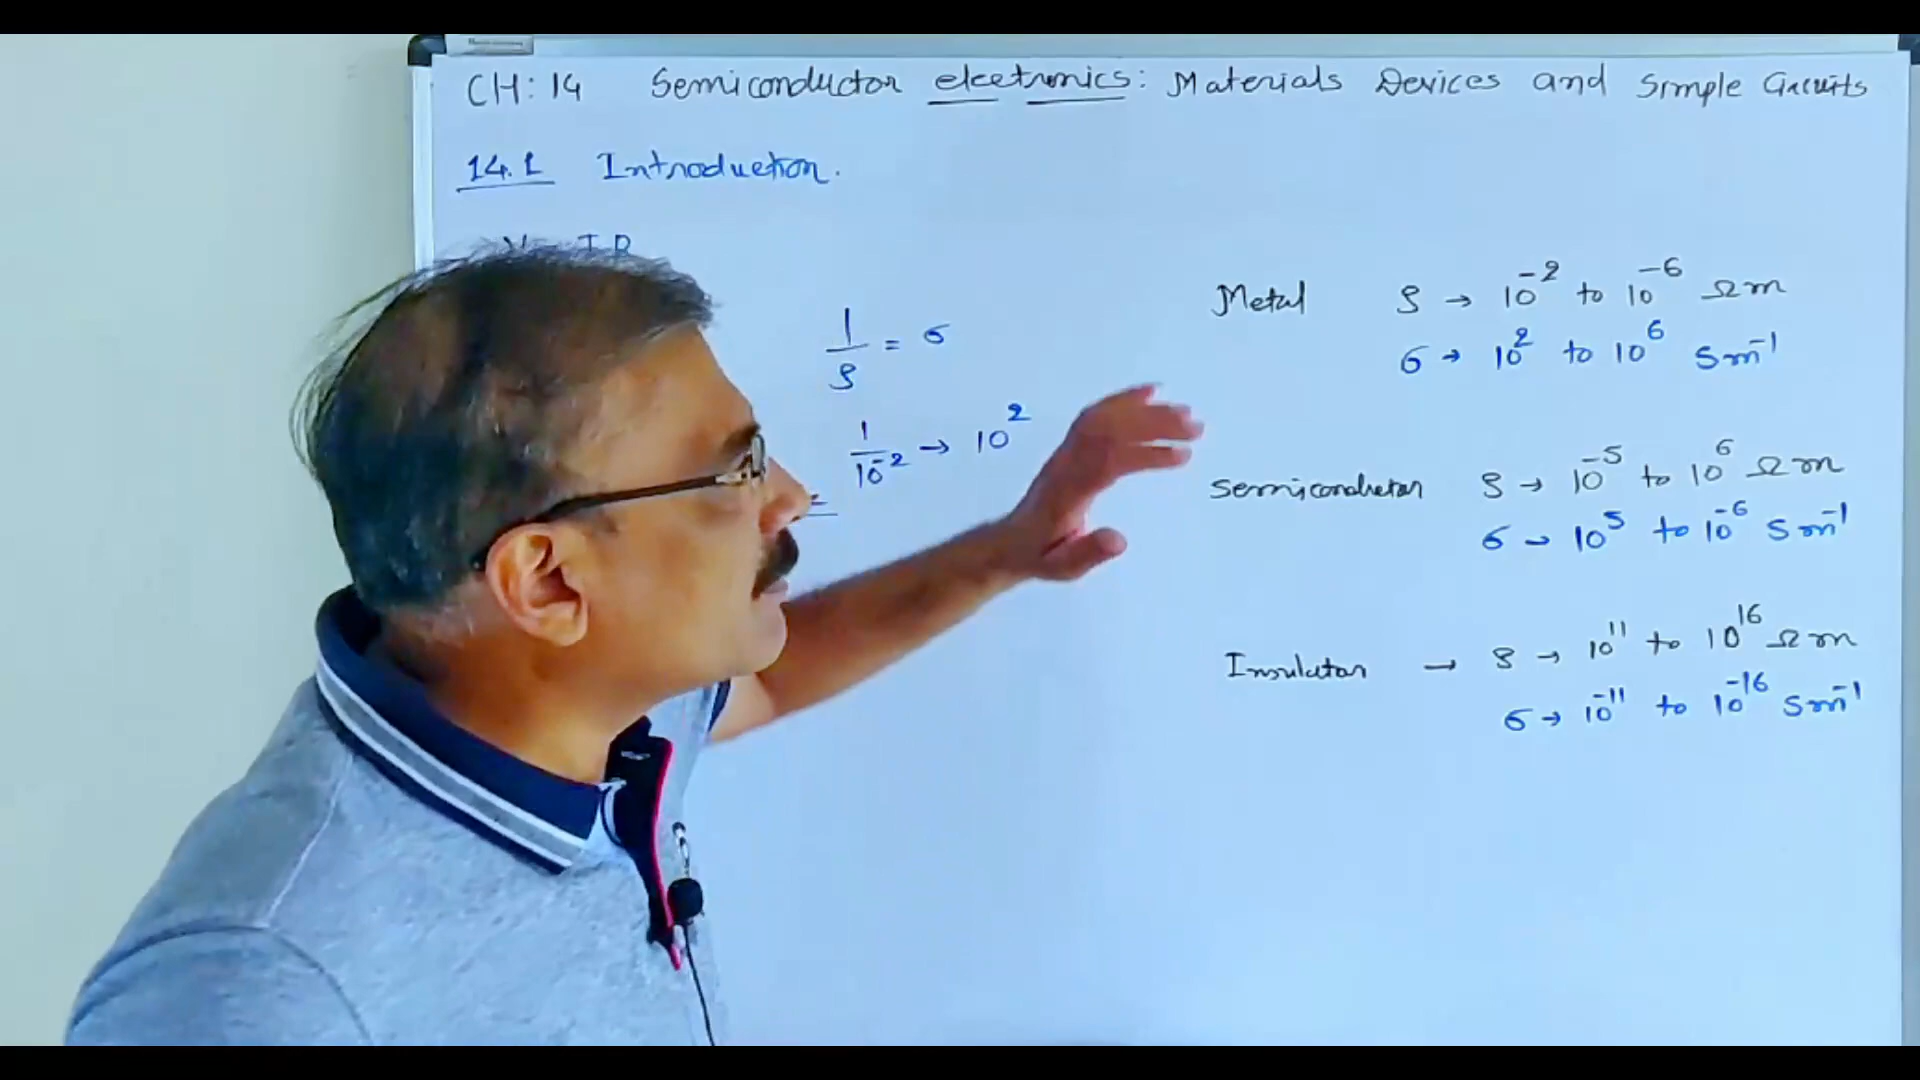 CH: 14 Semiconductor electronics: Materials Devices and Simple Circuits
14.1 Introduction.
V = I R
1/ρ = σ
1/10⁻² → 10²
=
Metal ρ → 10⁻² to 10⁻⁶ Ωm
σ → 10² to 10⁶ Sm⁻¹
Semiconductor ρ → 10⁻⁵ to 10⁶ Ωm
σ → 10⁵ to 10⁻⁶ Sm⁻¹
Insulator → ρ → 10¹¹ to 10¹⁶ Ωm
σ → 10⁻¹¹ to 10⁻¹⁶ Sm⁻¹